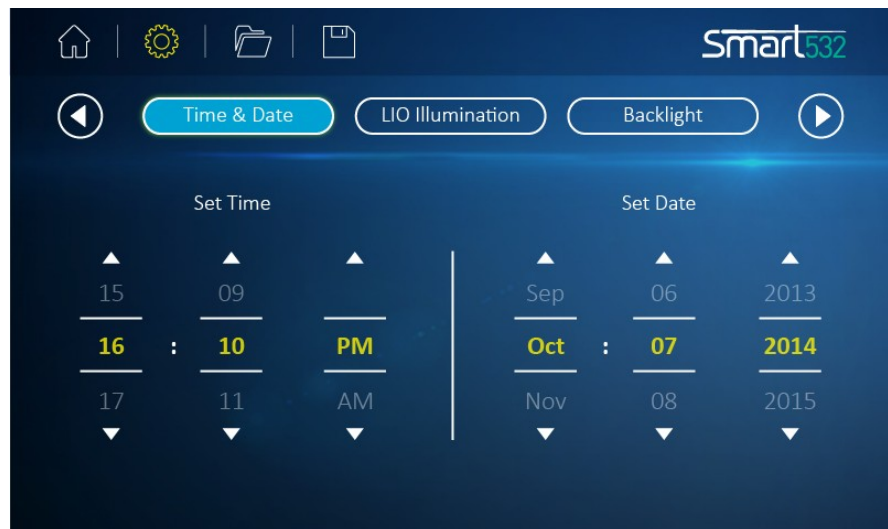 Smart532
Time & Date LIO Illumination Backlight
Set Time Set Date
15 09 Sep 06 2013
16 : 10 PM Oct : 07 2014
17 11 AM Nov 08 2015